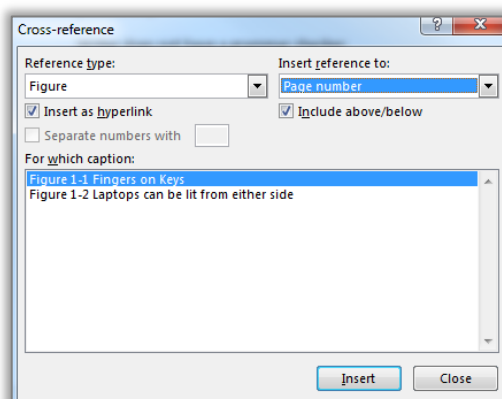 Cross-reference
Reference type:
Insert reference to:
Figure
Page number
Insert as hyperlink
Include above/below
Separate numbers with
For which caption:
Figure 1-1 Fingers on Keys
Figure 1-2 Laptops can be lit from either side
Insert
Close